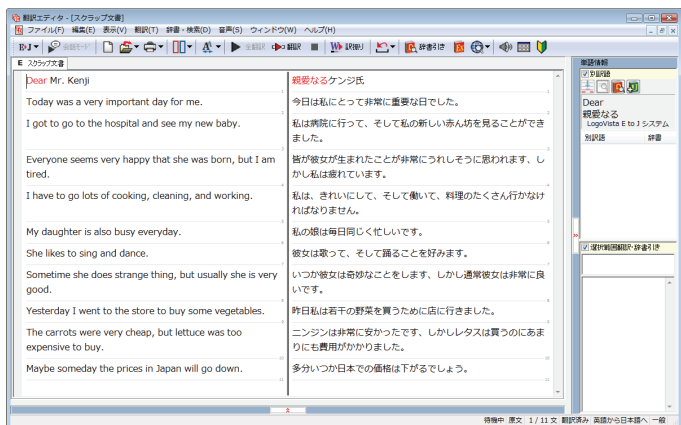 翻訳エディタ - [スクラップ文書]
ファイル(F) 編集(E) 表示(V) 翻訳(T) 辞書・検索(D) 音声(S) ウィンドウ(W) ヘルプ(H)
E›J 会話モード 全翻訳 翻訳 訳振り 辞書引き
E スクラップ文書
Dear Mr. Kenji
親愛なるケンジ氏
1
Today was a very important day for me.
今日は私にとって非常に重要な日でした。
2
I got to go to the hospital and see my new baby.
私は病院に行って、そして私の新しい赤ん坊を見ることができ
ました。
3
Everyone seems very happy that she was born, but I am
tired.
皆が彼女が生まれたことが非常にうれしそうに思われます、し
かし私は疲れています。
4
I have to go lots of cooking, cleaning, and working.
私は、きれいにして、そして働いて、料理のたくさん行かなけ
ればなりません。
5
My daughter is also busy everyday.
私の娘は毎日同じく忙しいです。
6
She likes to sing and dance.
彼女は歌って、そして踊ることを好みます。
7
Sometime she does strange thing, but usually she is very
good.
いつか彼女は奇妙なことをします、しかし通常彼女は非常に良
いです。
8
Yesterday I went to the store to buy some vegetables.
昨日私は若干の野菜を買うために店に行きました。
9
The carrots were very cheap, but lettuce was too
expensive to buy.
ニンジンは非常に安かったです、しかしレタスは買うのにあま
りにも費用がかかりました。
10
Maybe someday the prices in Japan will go down.
多分いつか日本での価格は下がるでしょう。
11
単語情報
別訳語
Dear
親愛なる
LogoVista E to J システム
別訳語 辞書
選択範囲翻訳・辞書引き
待機中 原文 1 / 11 文 翻訳済み 英語から日本語へ 一般